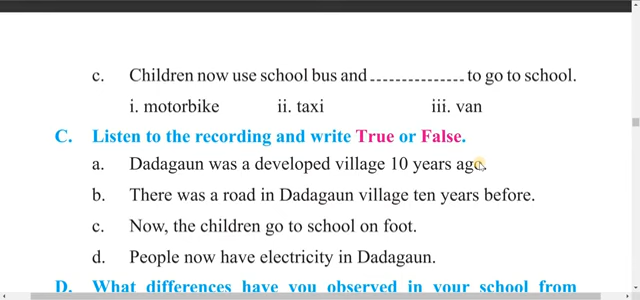 c. Children now use school bus and --------------- to go to school.
i. motorbike ii. taxi iii. van
C. Listen to the recording and write True or False.
a. Dadagaun was a developed village 10 years ago.
b. There was a road in Dadagaun village ten years before.
c. Now, the children go to school on foot.
d. People now have electricity in Dadagaun.
D. What differences have you observed in your school from